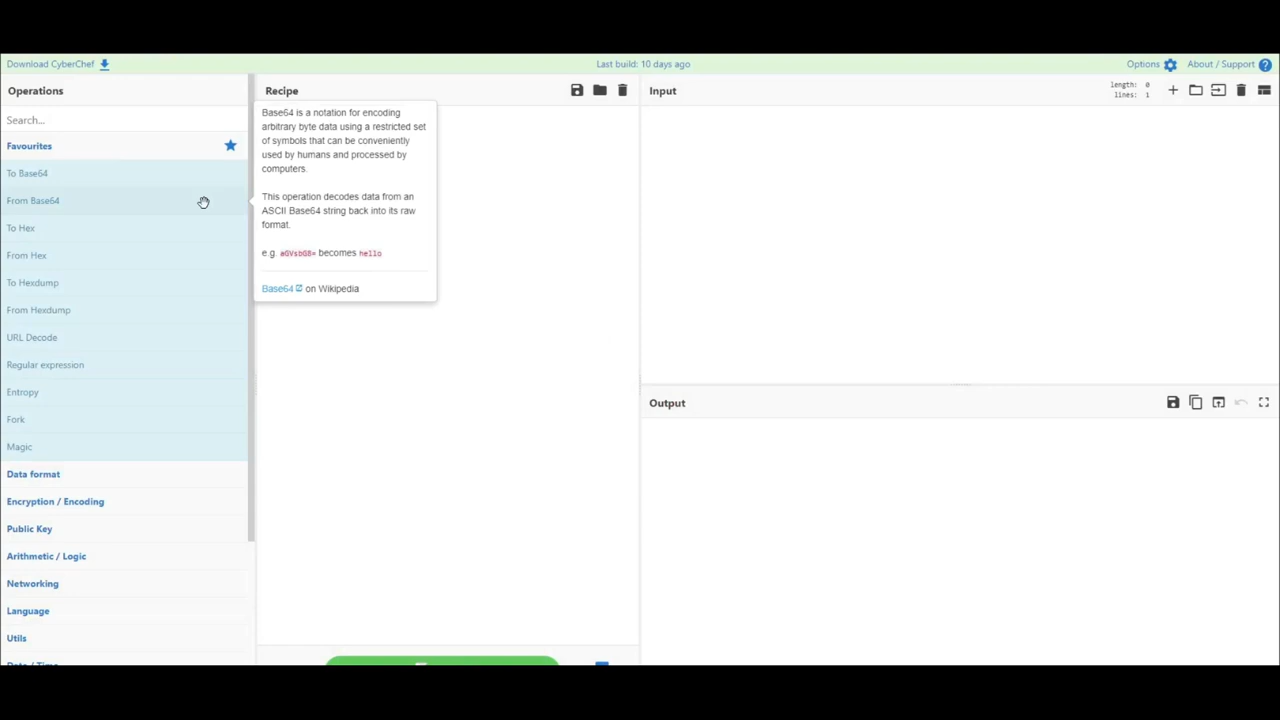 Download CyberChef
Last build: 10 days ago
Options
About / Support
Operations
Recipe
Input
length: 0
lines: 1
Search...
Favourites
To Base64
From Base64
To Hex
From Hex
To Hexdump
From Hexdump
URL Decode
Regular expression
Entropy
Fork
Magic
Data format
Encryption / Encoding
Public Key
Arithmetic / Logic
Networking
Language
Utils
Date / Time
Base64 is a notation for encoding
arbitrary byte data using a restricted set
of symbols that can be conveniently
used by humans and processed by
computers.
This operation decodes data from an
ASCII Base64 string back into its raw
format.
e.g. aGVsbG8= becomes hello
Base64 on Wikipedia
Output